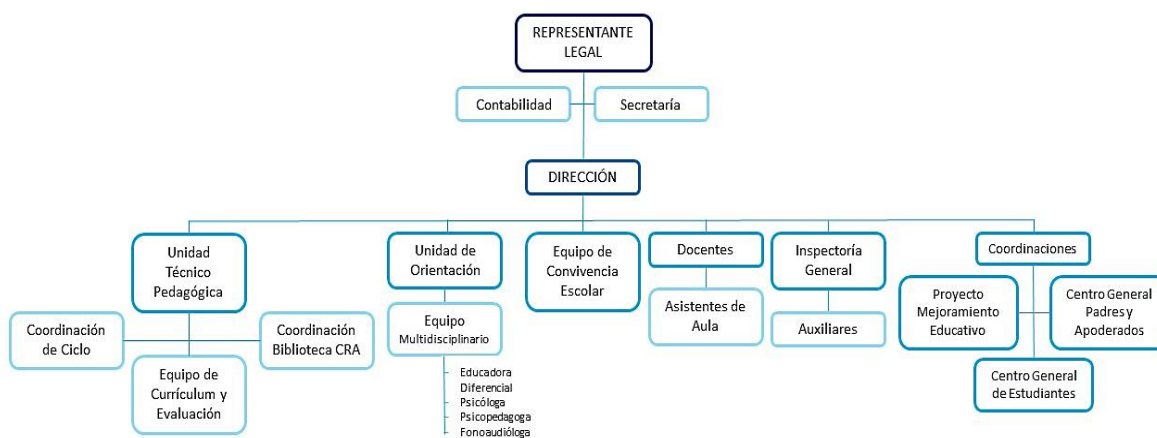 REPRESENTANTE
LEGAL
Contabilidad
Secretaría
DIRECCIÓN
Unidad
Técnico
Pedagógica
Unidad de
Orientación
Equipo de
Convivencia
Escolar
Docentes
Inspectoría
General
Coordinaciones
Coordinación
de Ciclo
Coordinación
Biblioteca CRA
Equipo de
Currículum y
Evaluación
Equipo
Multidisciplinario
- Educadora
Diferencial
- Psicóloga
- Psicopedagoga
- Fonoaudióloga
Asistentes de
Aula
Auxiliares
Proyecto
Mejoramiento
Educativo
Centro General
Padres y
Apoderados
Centro General
de Estudiantes